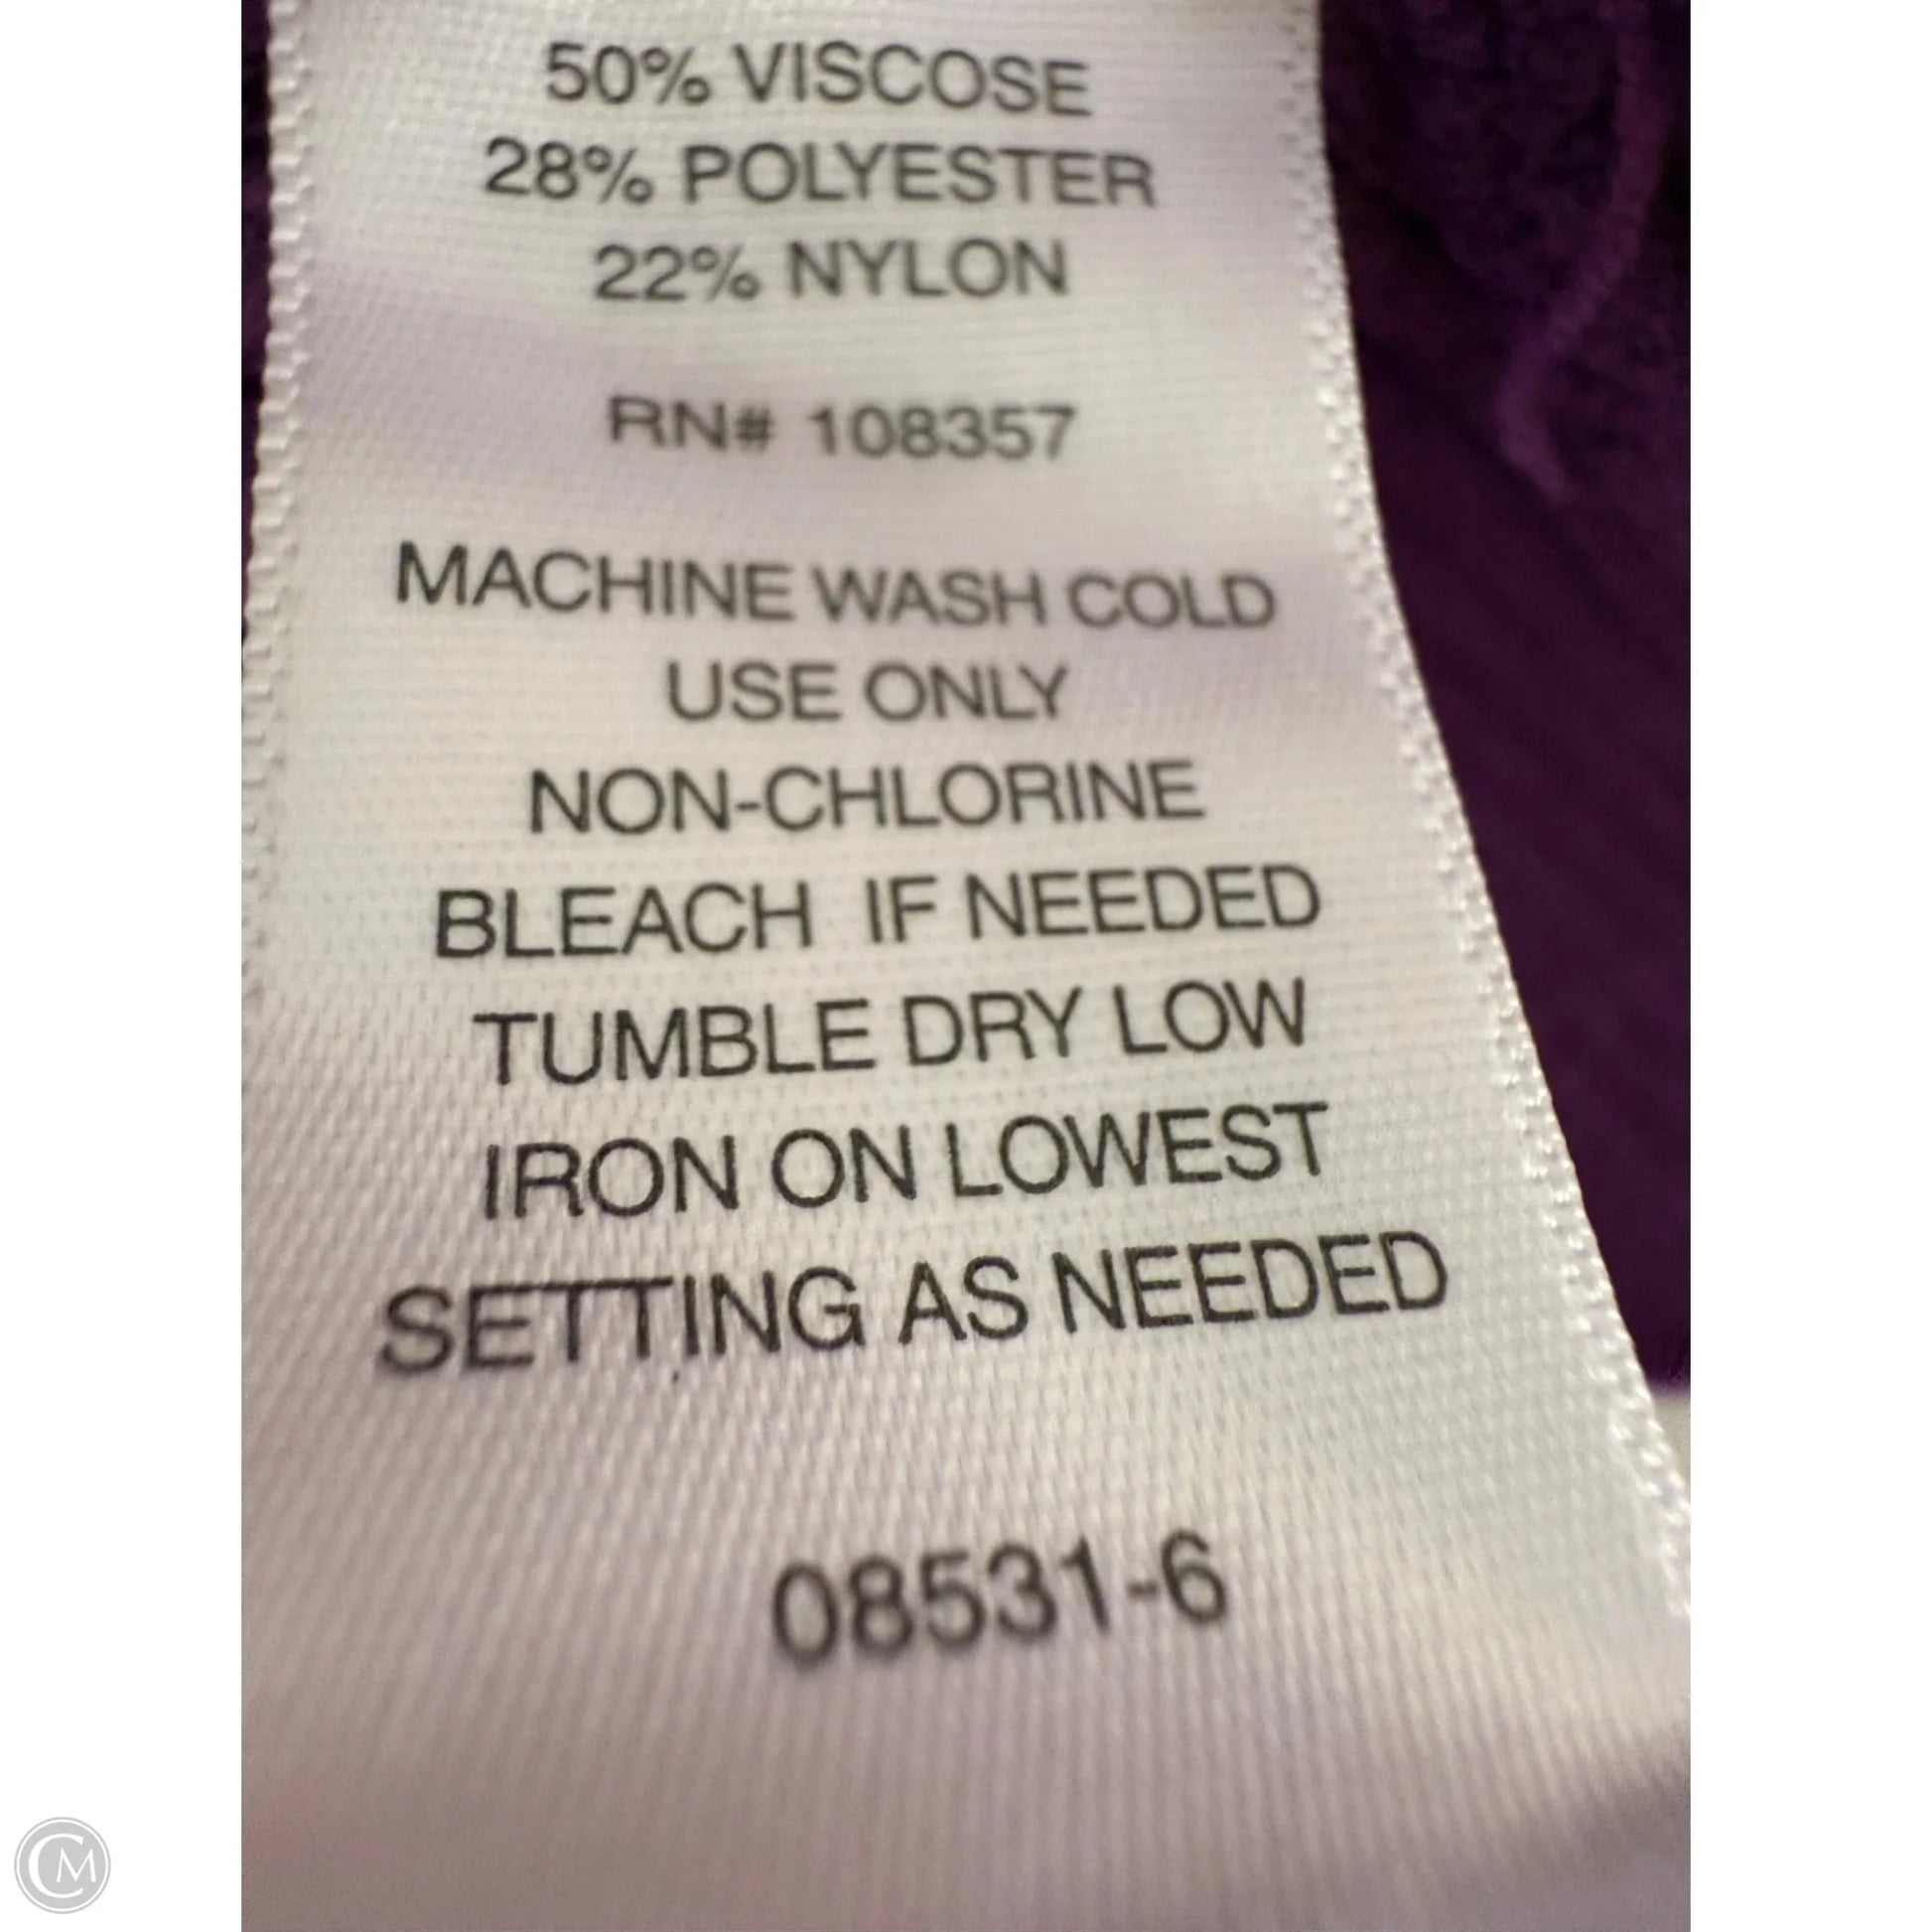 50% VISCOSE
28% POLYESTER
22% NYLON
RN# 108357
MACHINE WASH COLD
USE ONLY
NON-CHLORINE
BLEACH IF NEEDED
TUMBLE DRY LOW
IRON ON LOWEST
SETTING AS NEEDED
08531-6
CM